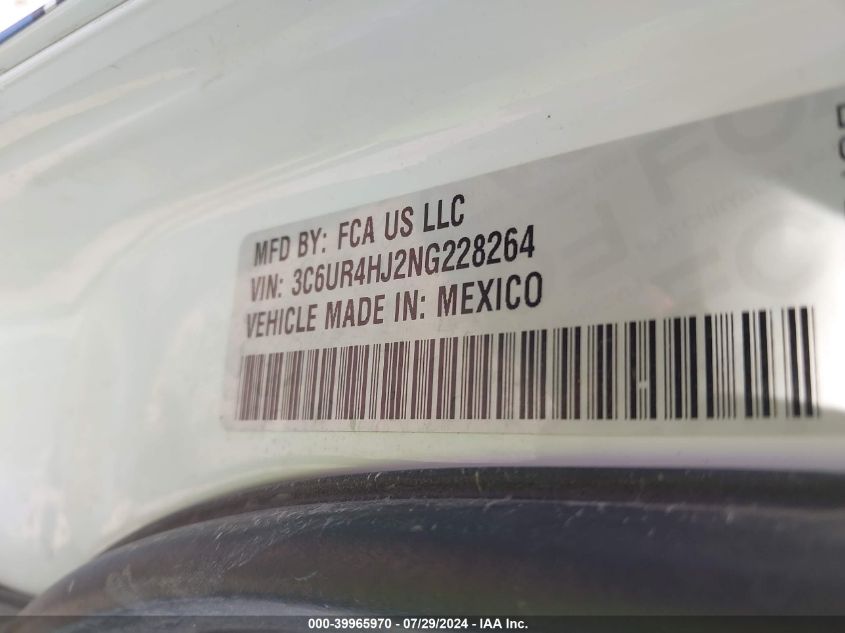 MFD BY: FCA US LLC
VIN: 3C6UR4HJ2NG228264
VEHICLE MADE IN: MEXICO
000-39965970 - 07/29/2024 - IAA Inc.